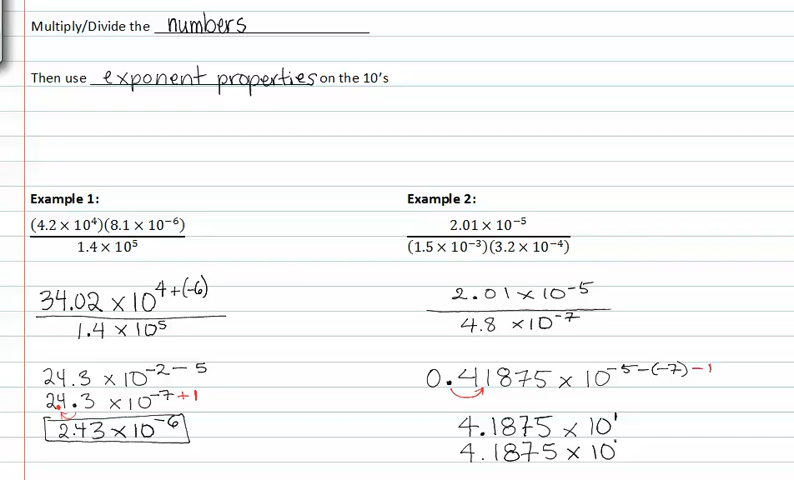 Multiply/Divide the numbers
Then use exponent properties on the 10's
Example 1:
(4.2 × 10⁴)(8.1 × 10⁻⁶)
1.4 × 10⁵
34.02 × 10⁴⁺⁽⁻⁶⁾
1.4 × 10⁵
24.3 × 10⁻²⁻⁵
24.3 × 10⁻⁷⁺¹
2.43 × 10⁻⁶
Example 2:
2.01 × 10⁻⁵
(1.5 × 10⁻³)(3.2 × 10⁻⁴)
2.01 × 10⁻⁵
4.8 × 10⁻⁷
0.41875 × 10⁻⁵⁻⁽⁻⁷⁾⁻¹
4.1875 × 10¹
4.1875 × 10¹